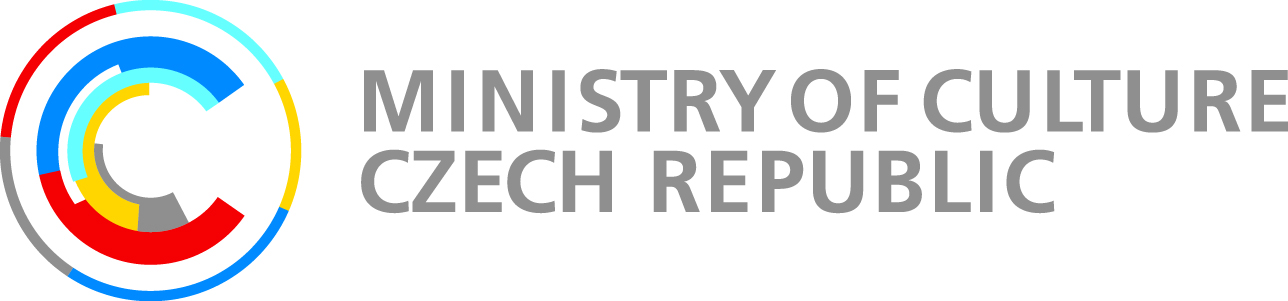 MINISTRY OF CULTURE
CZECH REPUBLIC